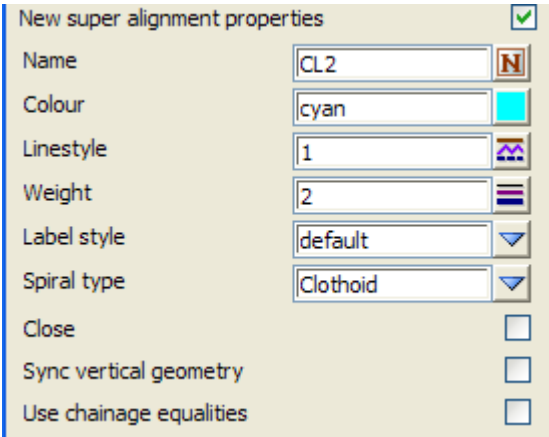 New super alignment properties
Name CL2 N
Colour cyan
Linestyle 1
Weight 2
Label style default
Spiral type Clothoid
Close
Sync vertical geometry
Use chainage equalities